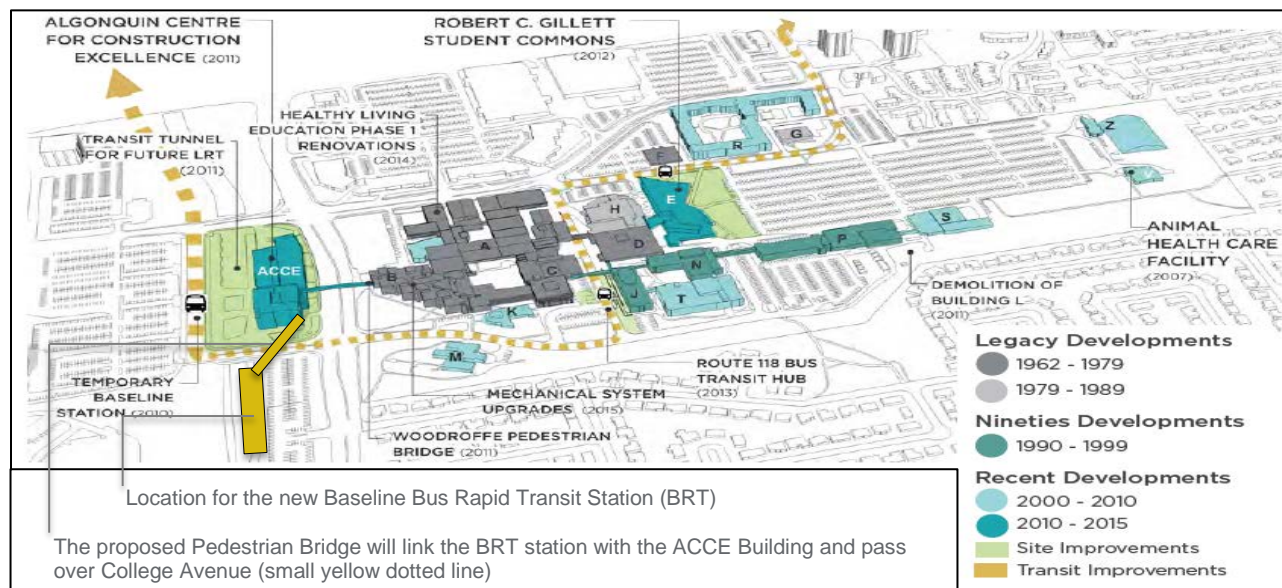 ALGONQUIN CENTRE
FOR CONSTRUCTION
EXCELLENCE (2011)
ROBERT C. GILLETT
STUDENT COMMONS
(2012)
HEALTHY LIVING
EDUCATION PHASE 1
RENOVATIONS
(2014)
TRANSIT TUNNEL
FOR FUTURE LRT
(2011)
Z
G
R
F
V
E
H
S
A
D
P
ACCE
B
C
N
J
T
K
M
ANIMAL
HEALTH CARE
FACILITY
(2007)
DEMOLITION OF
BUILDING L
(2011)
TEMPORARY
BASELINE
STATION (2010)
ROUTE 118 BUS
TRANSIT HUB
(2013)
MECHANICAL SYSTEM
UPGRADES (2015)
WOODROFFE PEDESTRIAN
BRIDGE (2011)
Legacy Developments
1962 - 1979
1979 - 1989
Nineties Developments
1990 - 1999
Recent Developments
2000 - 2010
2010 - 2015
Site Improvements
Transit Improvements
Location for the new Baseline Bus Rapid Transit Station (BRT)
The proposed Pedestrian Bridge will link the BRT station with the ACCE Building and pass
over College Avenue (small yellow dotted line)